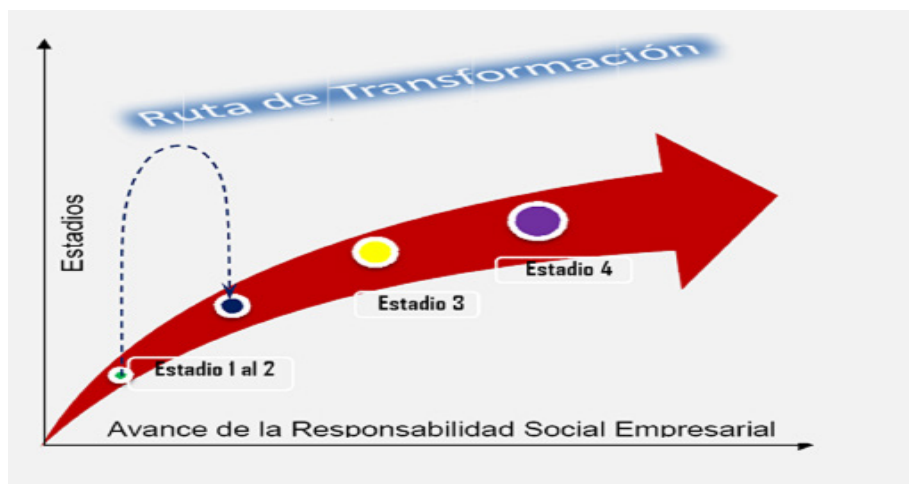 Ruta de Transformación
Estadios
Estadio 4
Estadio 3
Estadio 1 al 2
Avance de la Responsabilidad Social Empresarial